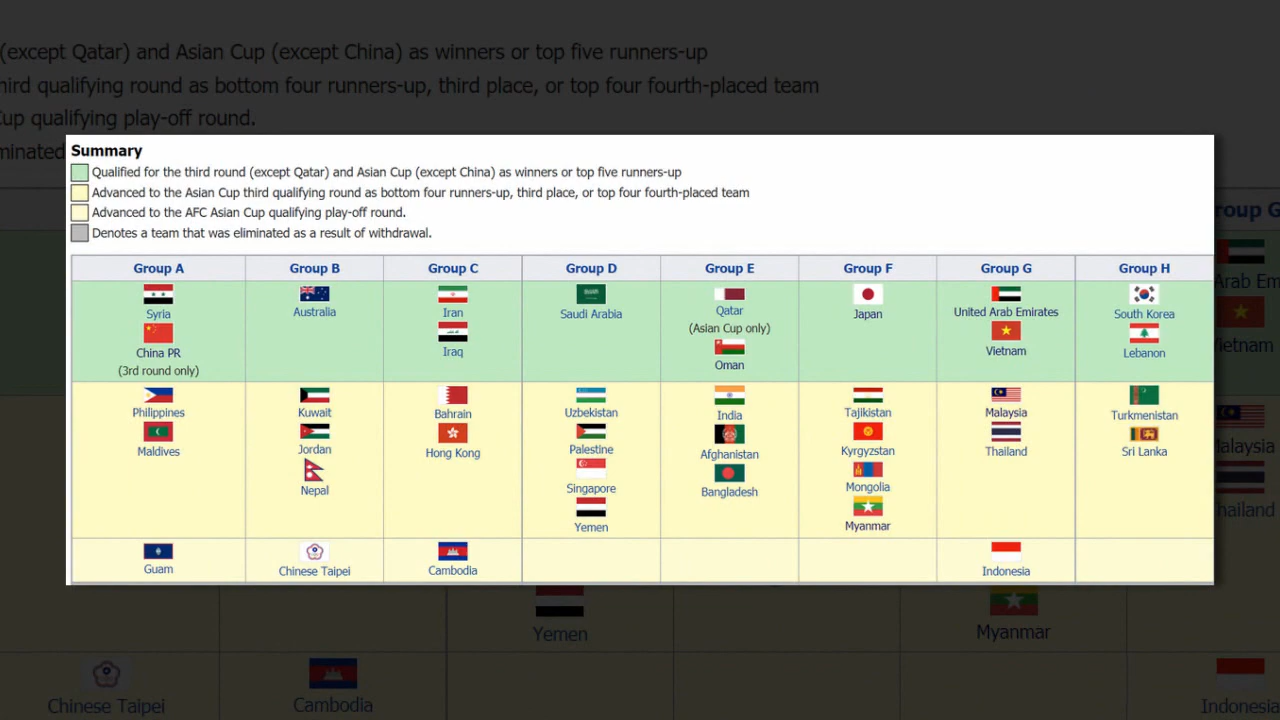 (except Qatar) and Asian Cup (except China) as winners or top five runners-up
hird qualifying round as bottom four runners-up, third place, or top four fourth-placed team
Cup qualifying play-off round.
minated
Summary
Qualified for the third round (except Qatar) and Asian Cup (except China) as winners or top five runners-up
Advanced to the Asian Cup third qualifying round as bottom four runners-up, third place, or top four fourth-placed team
Advanced to the AFC Asian Cup qualifying play-off round.
Denotes a team that was eliminated as a result of withdrawal.
roup G
Group A Group B Group C Group D Group E Group F Group G Group H
Syria Australia Iran Saudi Arabia Qatar Japan United Arab Emirates South Korea
(Asian Cup only)
China PR Iraq Oman Vietnam Lebanon
(3rd round only)
Arab Em
ietnam
Philippines Kuwait Bahrain Uzbekistan India Tajikistan Malaysia Turkmenistan
Maldives Jordan Hong Kong Palestine Afghanistan Kyrgyzstan Thailand Sri Lanka
Nepal Singapore Bangladesh Mongolia
Yemen Myanmar
alaysia
hailand
Guam Chinese Taipei Cambodia Indonesia
Yemen Myanmar
Chinese Taipei Cambodia Indonesia